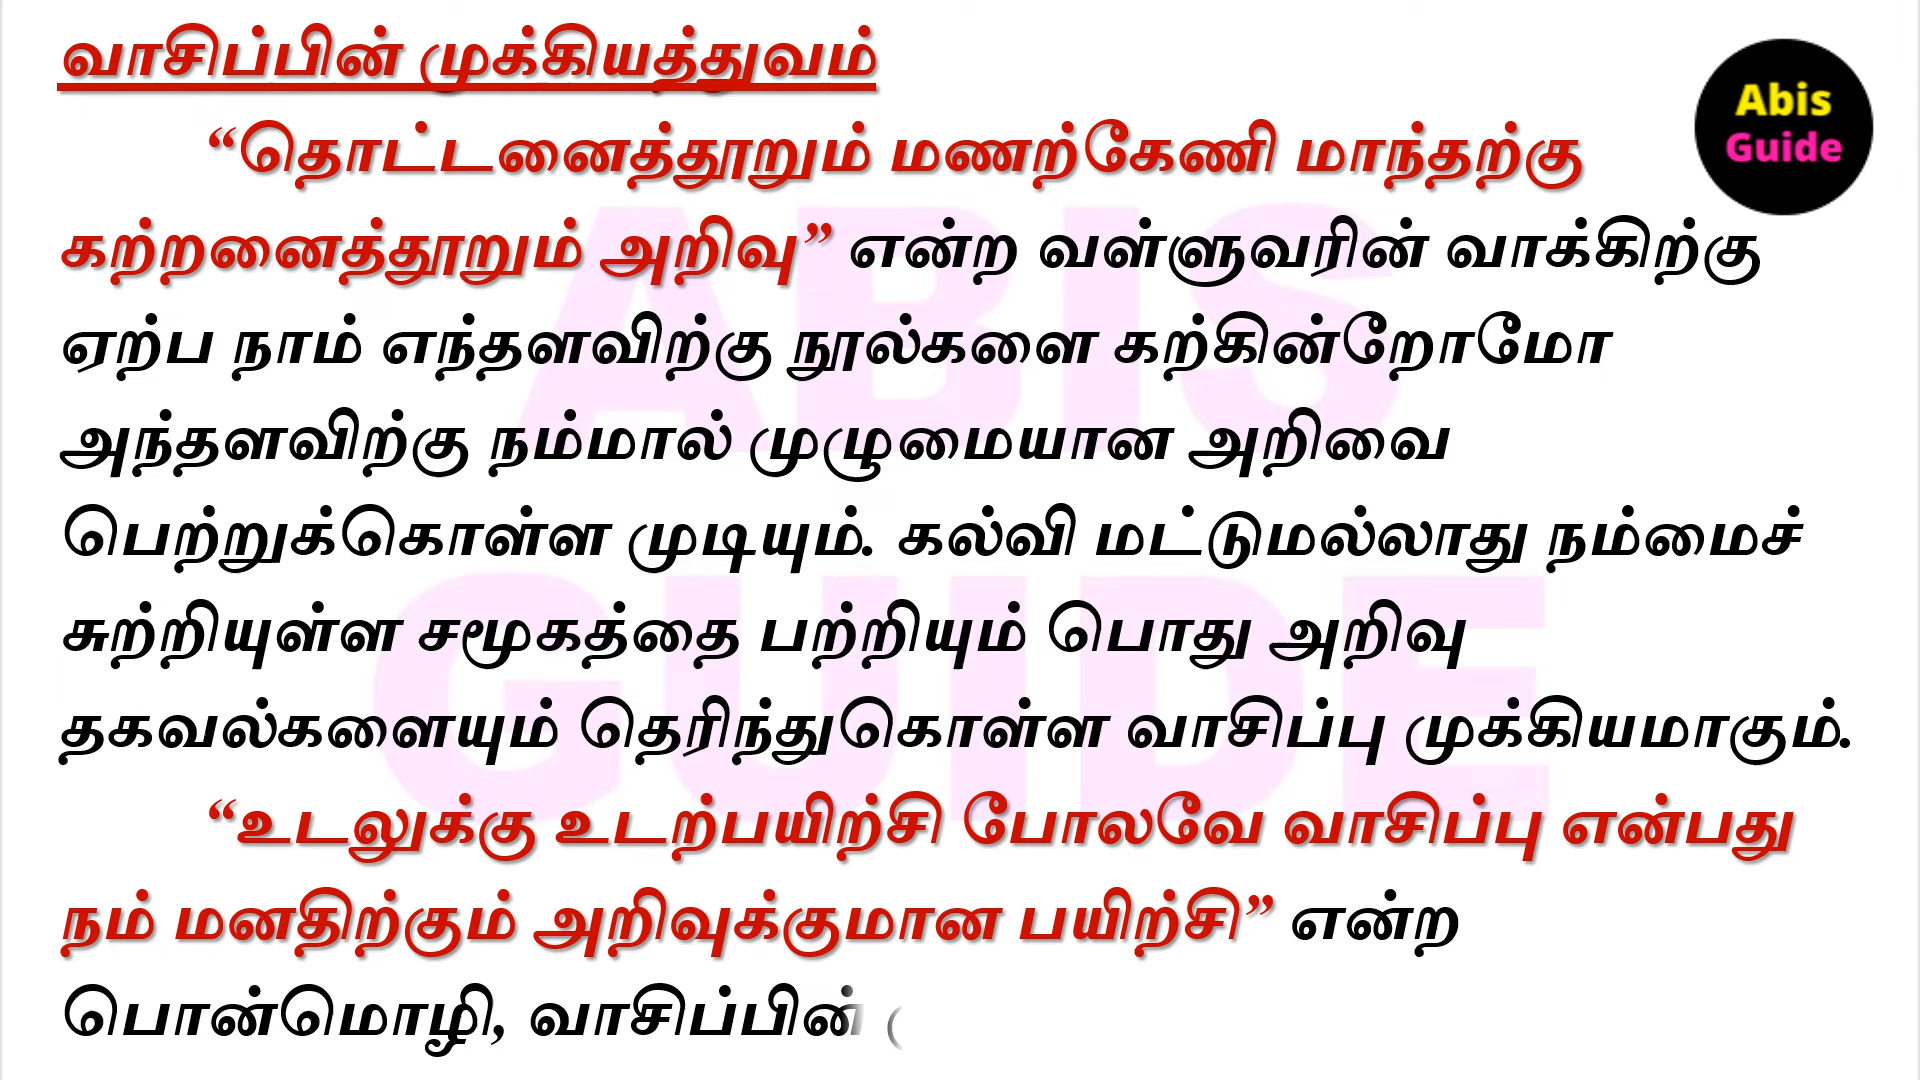 வாசிப்பின் முக்கியத்துவம்
“தொட்டனைத்தூறும் மணற்கேணி மாந்தற்கு
கற்றனைத்தூறும் அறிவு” என்ற வள்ளுவரின் வாக்கிற்கு
ஏற்ப நாம் எந்தளவிற்கு நூல்களை கற்கின்றோமோ
அந்தளவிற்கு நம்மால் முழுமையான அறிவை
பெற்றுக்கொள்ள முடியும். கல்வி மட்டுமல்லாது நம்மைச்
சுற்றியுள்ள சமூகத்தை பற்றியும் பொது அறிவு
தகவல்களையும் தெரிந்துகொள்ள வாசிப்பு முக்கியமாகும்.
“உடலுக்கு உடற்பயிற்சி போலவே வாசிப்பு என்பது
நம் மனதிற்கும் அறிவுக்குமான பயிற்சி” என்ற
பொன்மொழி, வாசிப்பின்
Abis
Guide
ABIS
GUIDE